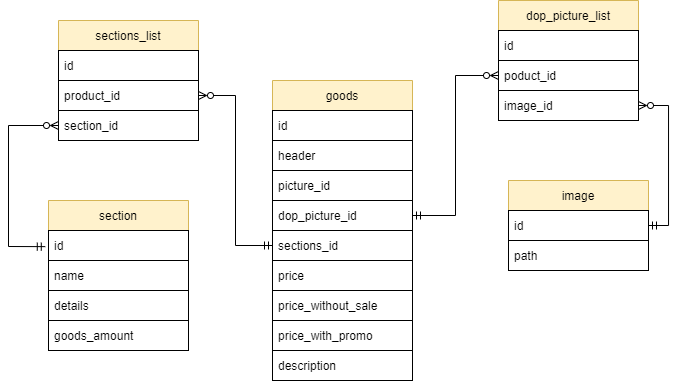 sections_list
id
product_id
section_id
section
id
name
details
goods_amount
goods
id
header
picture_id
dop_picture_id
sections_id
price
price_without_sale
price_with_promo
description
dop_picture_list
id
poduct_id
image_id
image
id
path